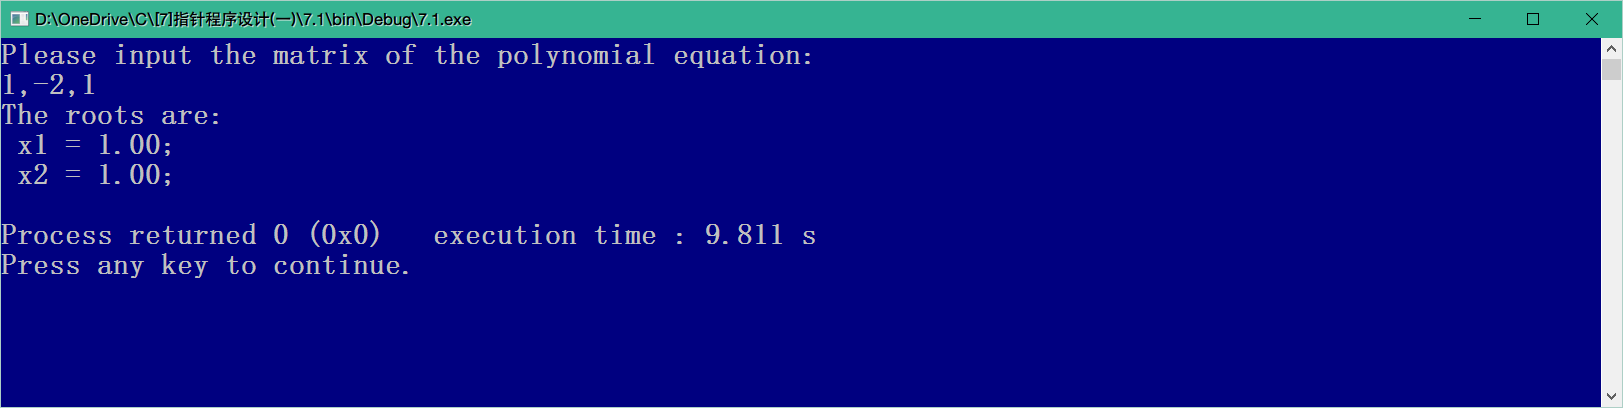 D:\OneDrive\C\[7]指针程序设计(一)\7.1\bin\Debug\7.1.exe
Please input the matrix of the polynomial equation:
1,-2,1
The roots are:
x1 = 1.00;
x2 = 1.00;
Process returned 0 (0x0)   execution time : 9.811 s
Press any key to continue.